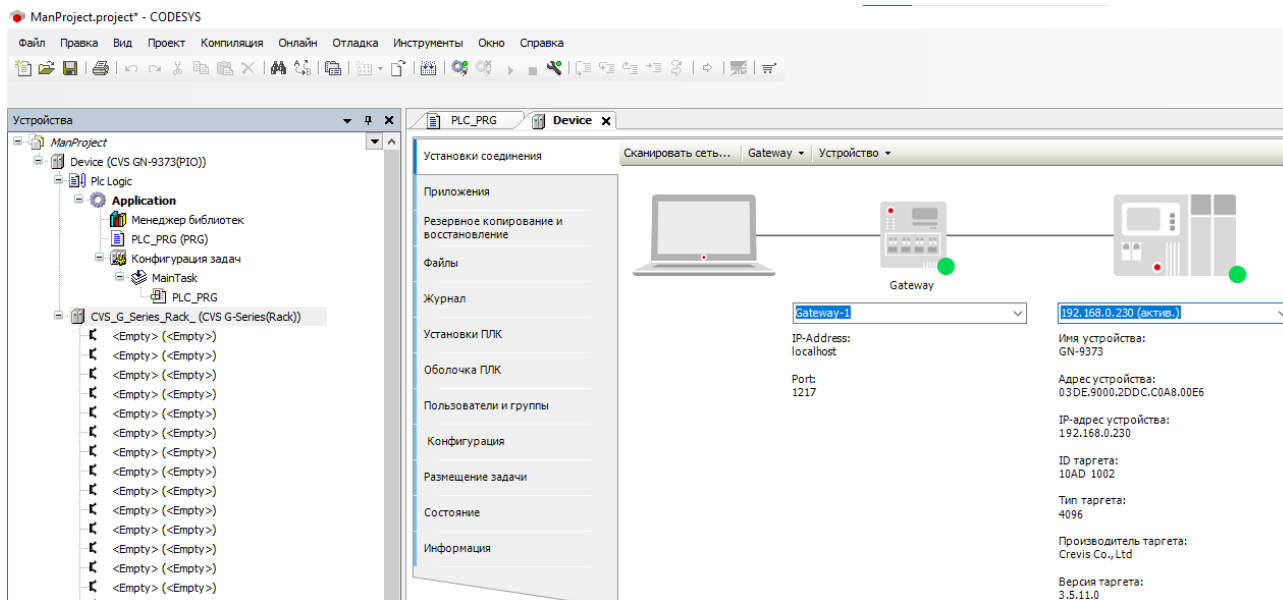 ManProject.project* - CODESYS
Файл Правка Вид Проект Компиляция Онлайн Отладка Инструменты Окно Справка
Устройства
PLC_PRG
Device
ManProject
Device (CVS GN-9373(PIO))
Plc Logic
Application
Менеджер библиотек
PLC_PRG (PRG)
Конфигурация задач
MainTask
PLC_PRG
CVS_G_Series_Rack_ (CVS G-Series(Rack))
<Empty> (<Empty>)
<Empty> (<Empty>)
<Empty> (<Empty>)
<Empty> (<Empty>)
<Empty> (<Empty>)
<Empty> (<Empty>)
<Empty> (<Empty>)
<Empty> (<Empty>)
<Empty> (<Empty>)
<Empty> (<Empty>)
<Empty> (<Empty>)
<Empty> (<Empty>)
<Empty> (<Empty>)
<Empty> (<Empty>)
Установки соединения
Приложения
Резервное копирование и
восстановление
Файлы
Журнал
Установки ПЛК
Оболочка ПЛК
Пользователи и группы
Конфигурация
Размещение задачи
Состояние
Информация
Сканировать сеть... Gateway Устройство
Gateway
Gateway-1
IP-Address:
localhost
Port:
1217
192.168.0.230 (актив.)
Имя устройства:
GN-9373
Адрес устройства:
03DE.9000.2DDC.C0A8.00E6
IP-адрес устройства:
192.168.0.230
ID таргета:
10AD 1002
Тип таргета:
4096
Производитель таргета:
Crevis Co., Ltd
Версия таргета:
3.5.11.0